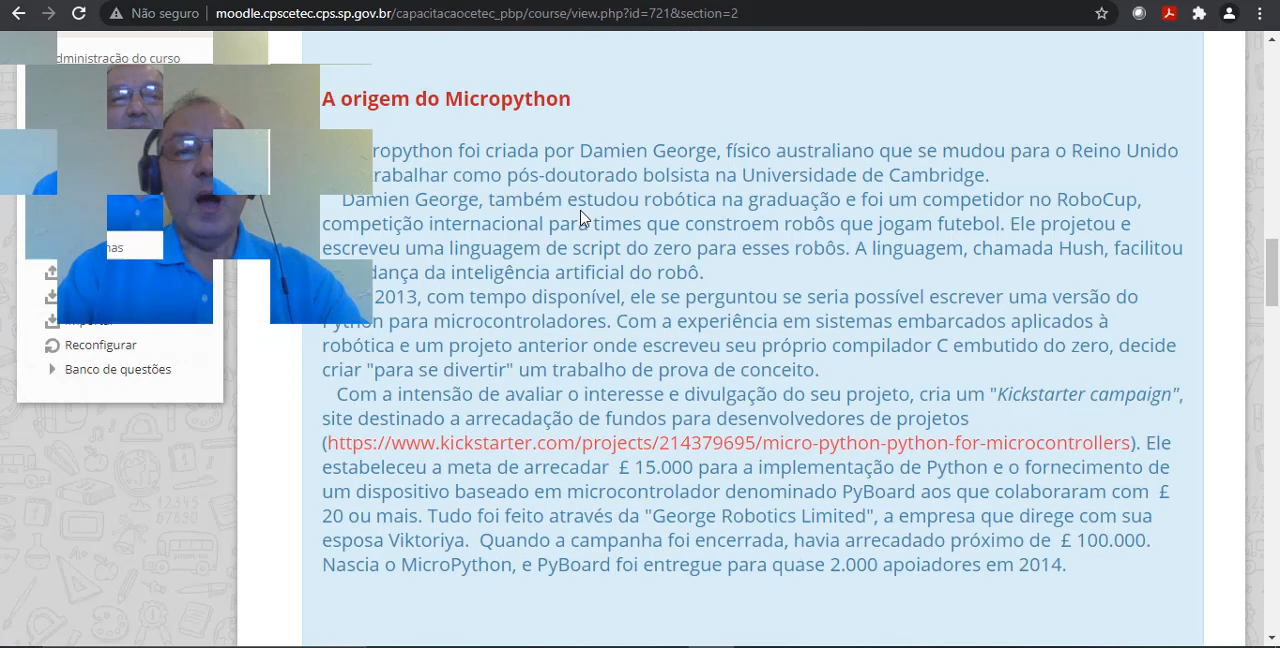 Não seguro
moodle.cpscetec.cps.sp.gov.br/capacitacaocetec_pbp/course/view.php?id=721&section=2
dministração do curso
A origem do Micropython
ropython foi criada por Damien George, físico australiano que se mudou para o Reino Unido
trabalhar como pós-doutorado bolsista na Universidade de Cambridge.
Damien George, também estudou robótica na graduação e foi um competidor no RoboCup,
competição internacional para times que constroem robôs que jogam futebol. Ele projetou e
escreveu uma linguagem de script do zero para esses robôs. A linguagem, chamada Hush, facilitou
dança da inteligência artificial do robô.
2013, com tempo disponível, ele se perguntou se seria possível escrever uma versão do
Python para microcontroladores. Com a experiência em sistemas embarcados aplicados à
robótica e um projeto anterior onde escreveu seu próprio compilador C embutido do zero, decide
criar "para se divertir" um trabalho de prova de conceito.
Com a intensão de avaliar o interesse e divulgação do seu projeto, cria um "Kickstarter campaign",
site destinado a arrecadação de fundos para desenvolvedores de projetos
(https://www.kickstarter.com/projects/214379695/micro-python-python-for-microcontrollers). Ele
estabeleceu a meta de arrecadar £ 15.000 para a implementação de Python e o fornecimento de
um dispositivo baseado em microcontrolador denominado PyBoard aos que colaboraram com £
20 ou mais. Tudo foi feito através da "George Robotics Limited", a empresa que direge com sua
esposa Viktoriya. Quando a campanha foi encerrada, havia arrecadado próximo de £ 100.000.
Nascia o MicroPython, e PyBoard foi entregue para quase 2.000 apoiadores em 2014.
has
Reconfigurar
Banco de questões